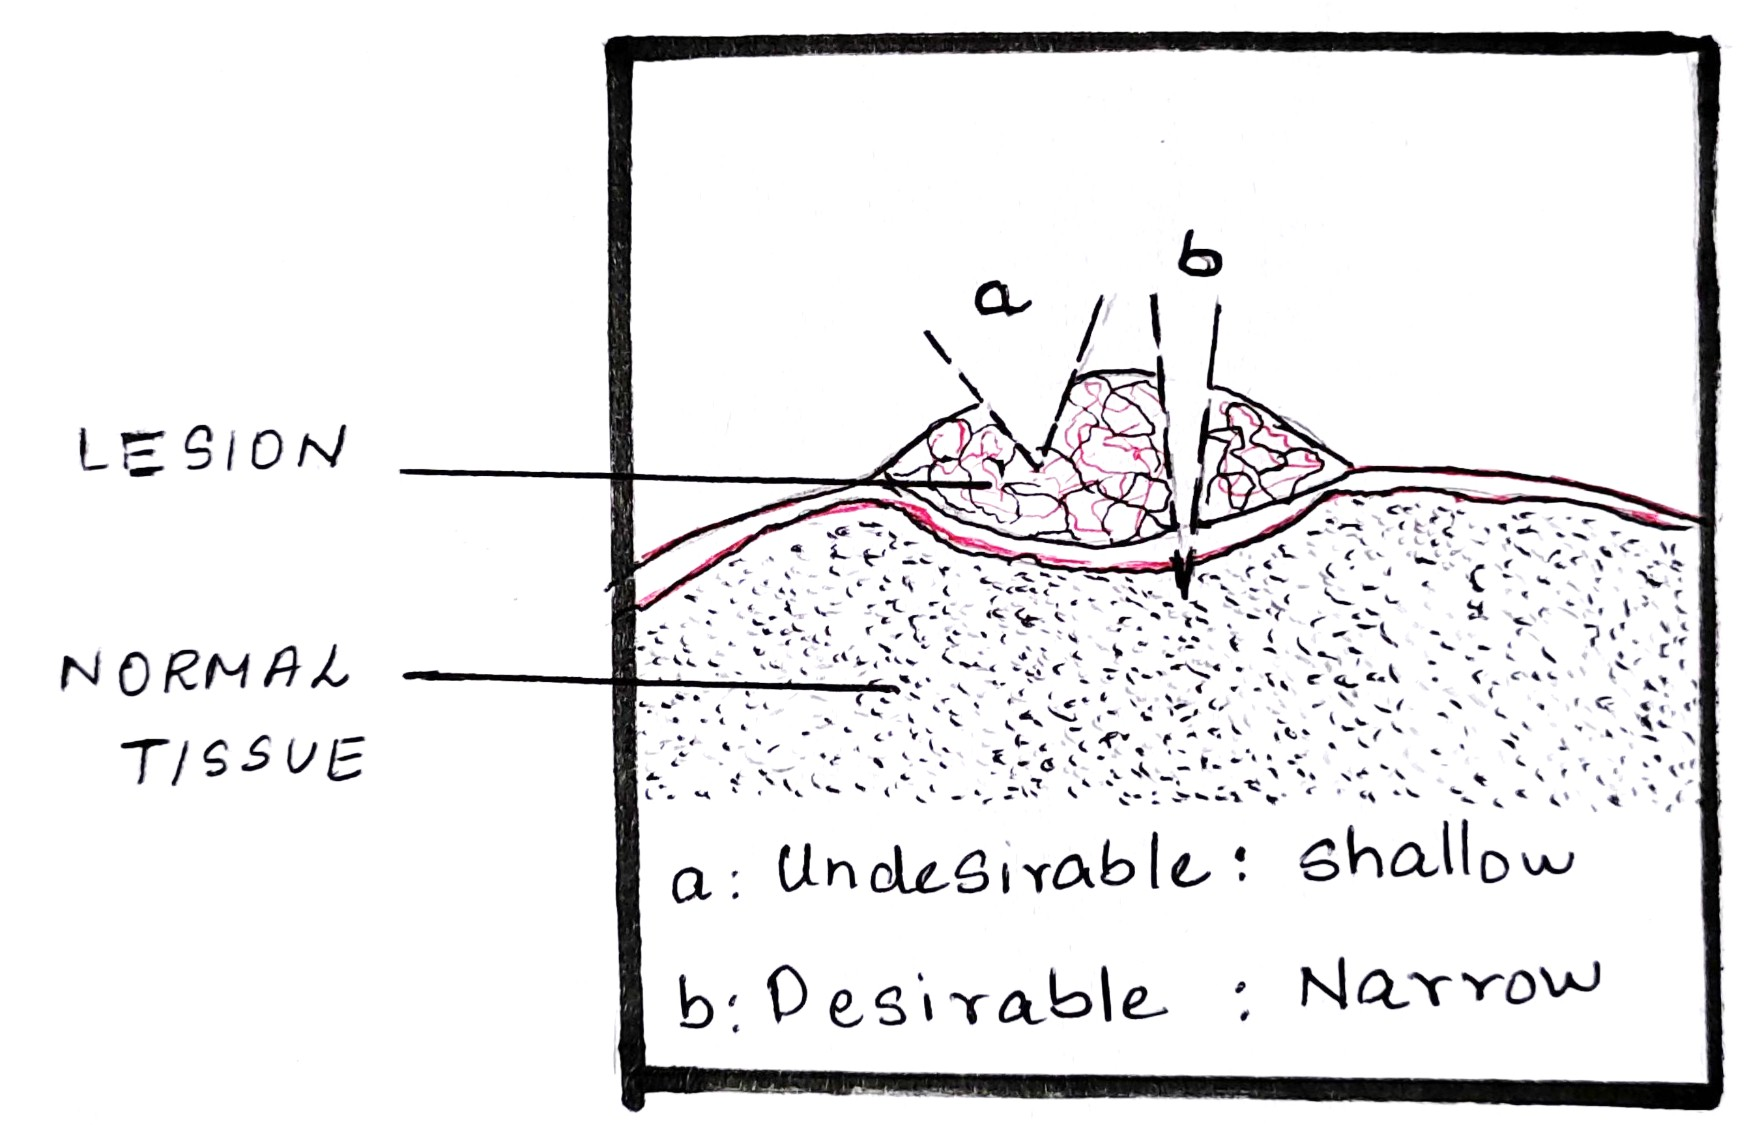 a
b
LESION
NORMAL
TISSUE
a: Undesirable: shallow
b: Desirable : Narrow